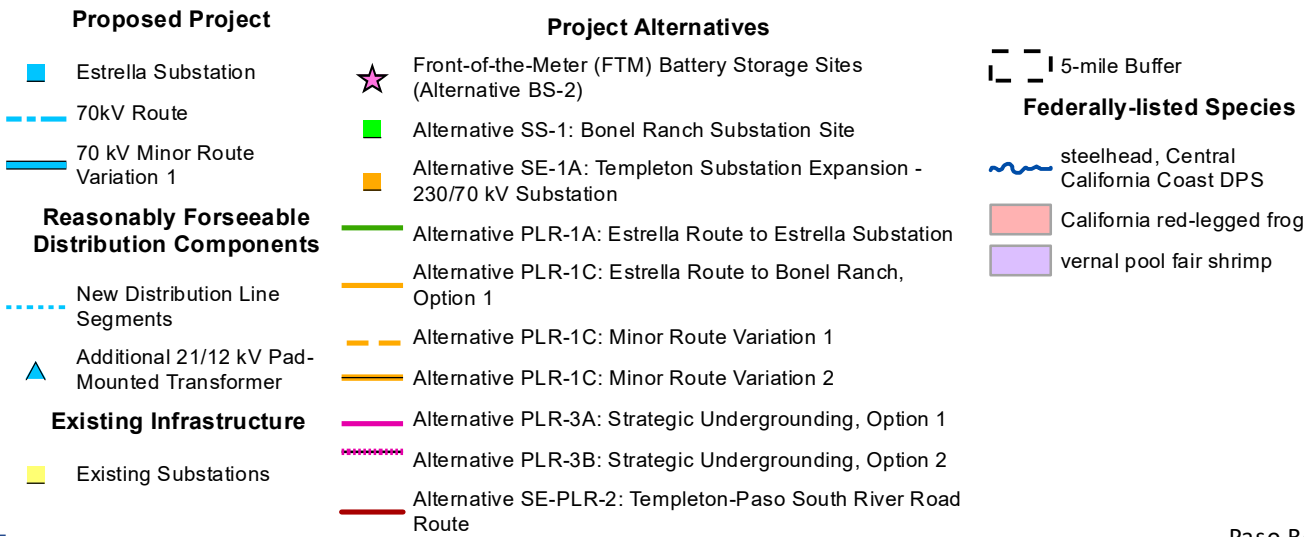 Proposed Project
Estrella Substation
70kV Route
70 kV Minor Route
Variation 1
Reasonably Forseeable
Distribution Components
New Distribution Line
Segments
Additional 21/12 kV Pad-
Mounted Transformer
Existing Infrastructure
Existing Substations
Project Alternatives
Front-of-the-Meter (FTM) Battery Storage Sites
(Alternative BS-2)
Alternative SS-1: Bonel Ranch Substation Site
Alternative SE-1A: Templeton Substation Expansion -
230/70 kV Substation
Alternative PLR-1A: Estrella Route to Estrella Substation
Alternative PLR-1C: Estrella Route to Bonel Ranch,
Option 1
Alternative PLR-1C: Minor Route Variation 1
Alternative PLR-1C: Minor Route Variation 2
Alternative PLR-3A: Strategic Undergrounding, Option 1
Alternative PLR-3B: Strategic Undergrounding, Option 2
Alternative SE-PLR-2: Templeton-Paso South River Road
Route
5-mile Buffer
Federally-listed Species
steelhead, Central
California Coast DPS
California red-legged frog
vernal pool fair shrimp